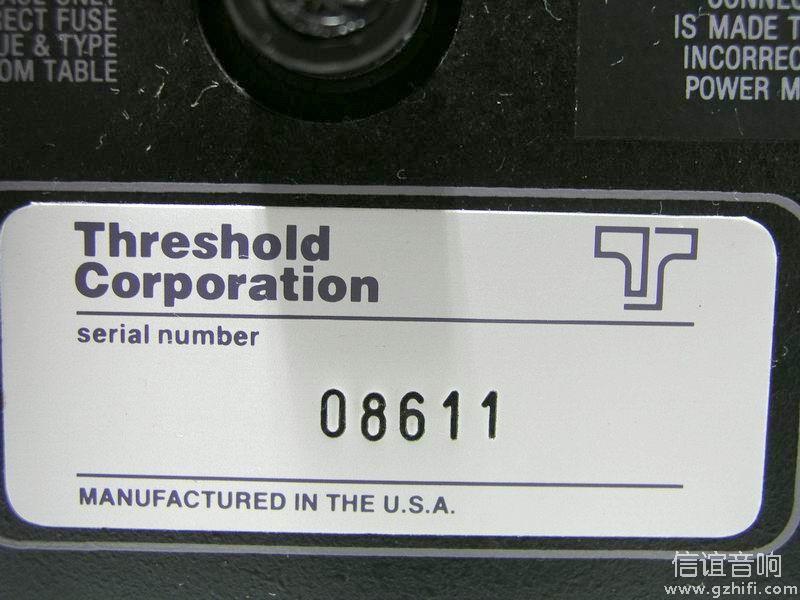 RECT FUSE
UE & TYPE
OM TABLE
CONNEC
IS MADE T
INCORREC
POWER M
Threshold
Corporation
serial number
08611
MANUFACTURED IN THE U.S.A.
信谊音响
www.gzhifi.com